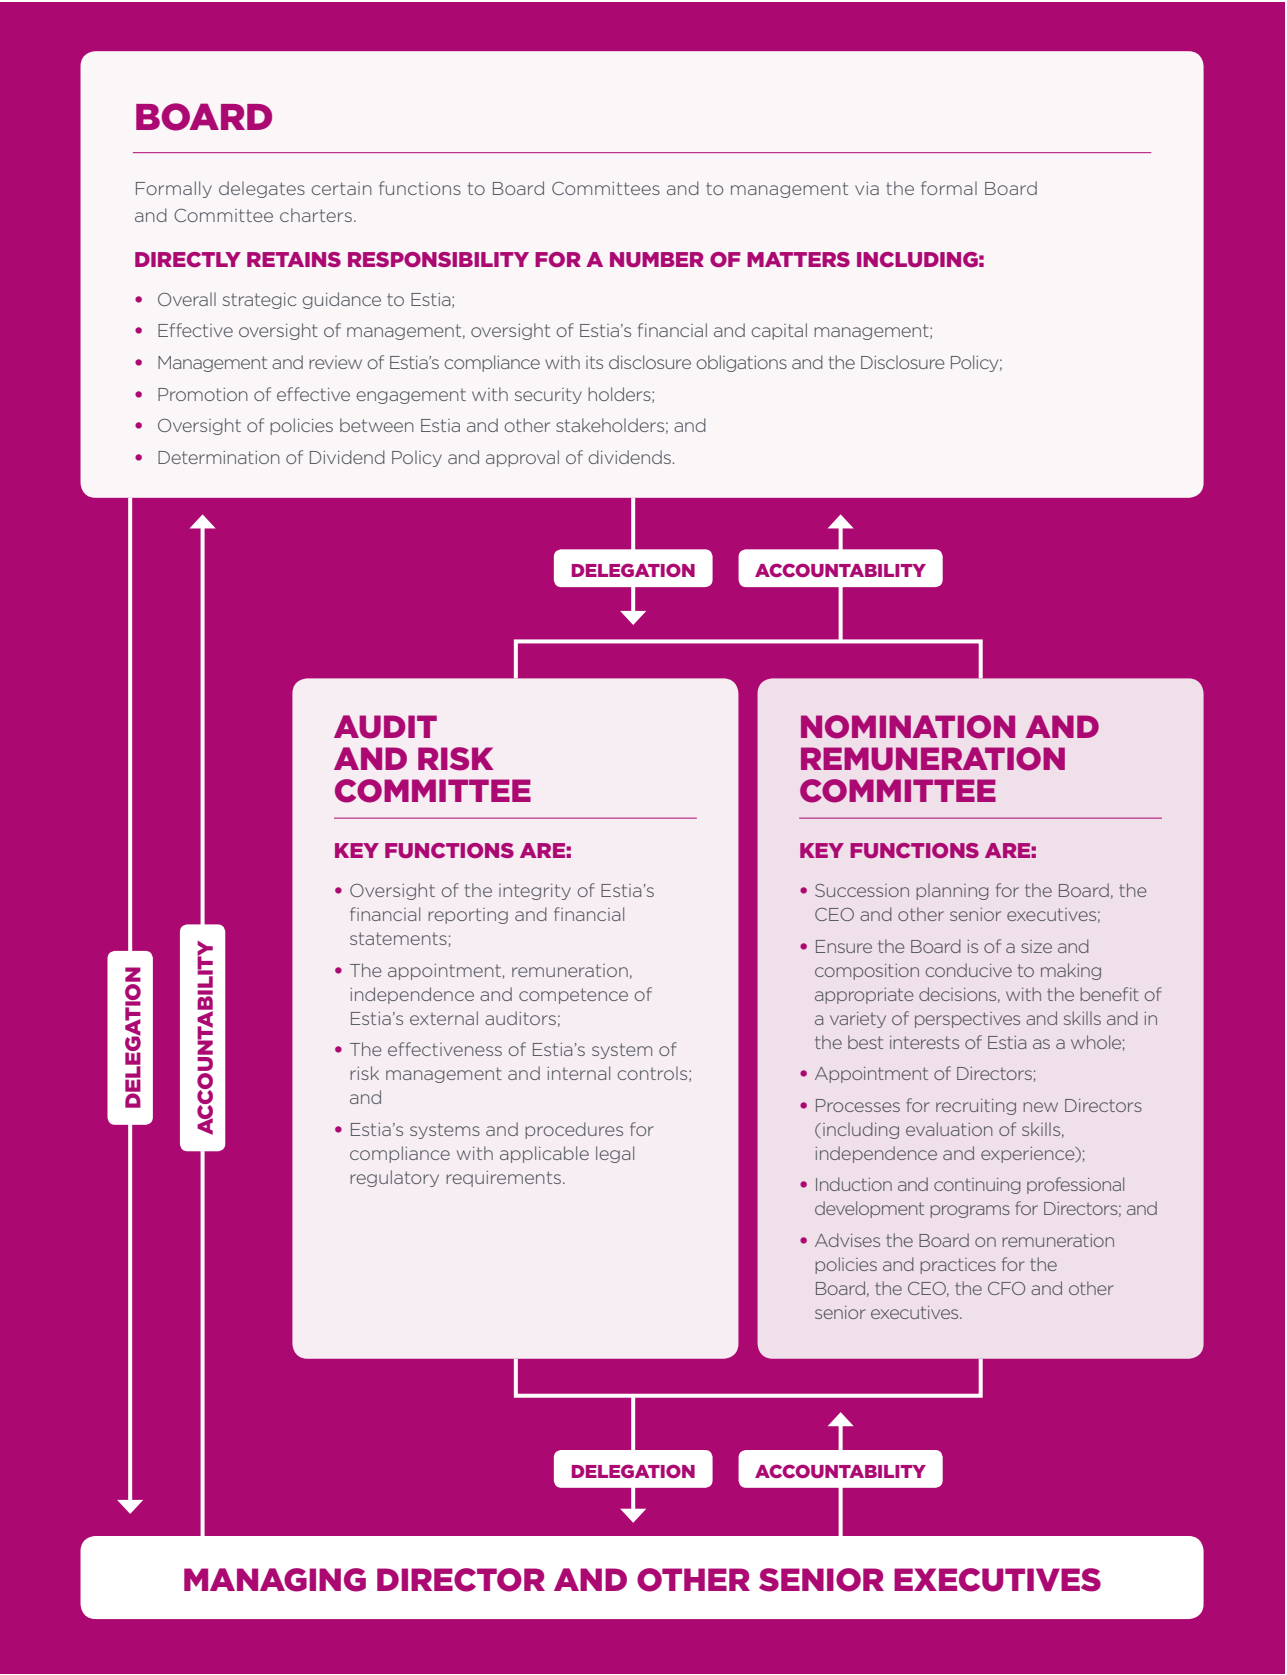 BOARD
Formally delegates certain functions to Board Committees and to management via the formal Board
and Committee charters.
DIRECTLY RETAINS RESPONSIBILITY FOR A NUMBER OF MATTERS INCLUDING:
• Overall strategic guidance to Estia;
• Effective oversight of management, oversight of Estia’s financial and capital management;
• Management and review of Estia’s compliance with its disclosure obligations and the Disclosure Policy;
• Promotion of effective engagement with security holders;
• Oversight of policies between Estia and other stakeholders; and
• Determination of Dividend Policy and approval of dividends.
DELEGATION
ACCOUNTABILITY
DELEGATION
ACCOUNTABILITY
AUDIT
AND RISK
COMMITTEE
KEY FUNCTIONS ARE:
• Oversight of the integrity of Estia’s
financial reporting and financial
statements;
• The appointment, remuneration,
independence and competence of
Estia’s external auditors;
• The effectiveness of Estia’s system of
risk management and internal controls;
and
• Estia’s systems and procedures for
compliance with applicable legal
regulatory requirements.
NOMINATION AND
REMUNERATION
COMMITTEE
KEY FUNCTIONS ARE:
• Succession planning for the Board, the
CEO and other senior executives;
• Ensure the Board is of a size and
composition conducive to making
appropriate decisions, with the benefit of
a variety of perspectives and skills and in
the best interests of Estia as a whole;
• Appointment of Directors;
• Processes for recruiting new Directors
(including evaluation of skills,
independence and experience);
• Induction and continuing professional
development programs for Directors; and
• Advises the Board on remuneration
policies and practices for the
Board, the CEO, the CFO and other
senior executives.
DELEGATION
ACCOUNTABILITY
MANAGING DIRECTOR AND OTHER SENIOR EXECUTIVES